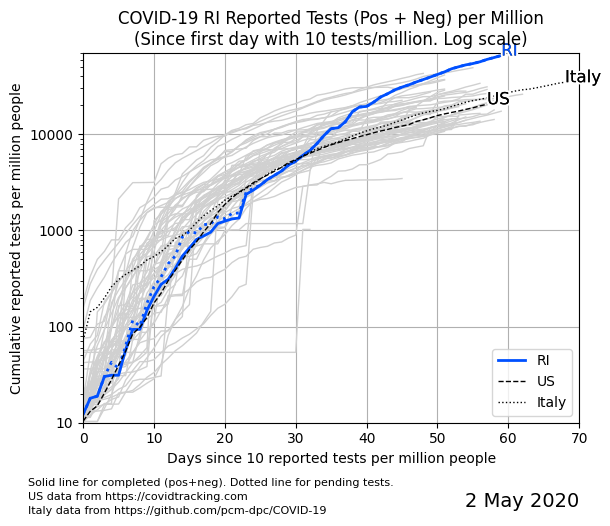 COVID-19 RI Reported Tests (Pos + Neg) per Million
(Since first day with 10 tests/million. Log scale)
RI
Italy
US
10000
1000
100
10
Cumulative reported tests per million people
0 10 20 30 40 50 60 70
Days since 10 reported tests per million people
RI
US
Italy
Solid line for completed (pos+neg). Dotted line for pending tests.
US data from https://covidtracking.com
Italy data from https://github.com/pcm-dpc/COVID-19
2 May 2020